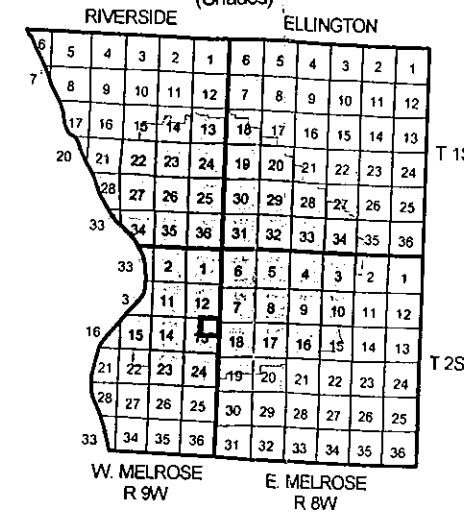 (Shades)
RIVERSIDE ELLINGTON
6 5 4 3 2 1 6 5 4 3 2 1
7 8 9 10 11 12 7 8 9 10 11 12
17 16 15 14 13 18 17 16 15 14 13
T 1S
20 21 22 23 24 19 20 21 22 23 24
28 27 26 25 30 29 28 27 26 25
33 34 35 36 31 32 33 34 35 36
33 2 1 6 5 4 3 2 1
3 11 12 7 8 9 10 11 12
16 15 14 13 18 17 16 15 14 13
T 2S
21 22 23 24 19 20 21 22 23 24
28 27 26 25 30 29 28 27 26 25
33 34 35 36 31 32 33 34 35 36
W. MELROSE E. MELROSE
R 9W R 8W